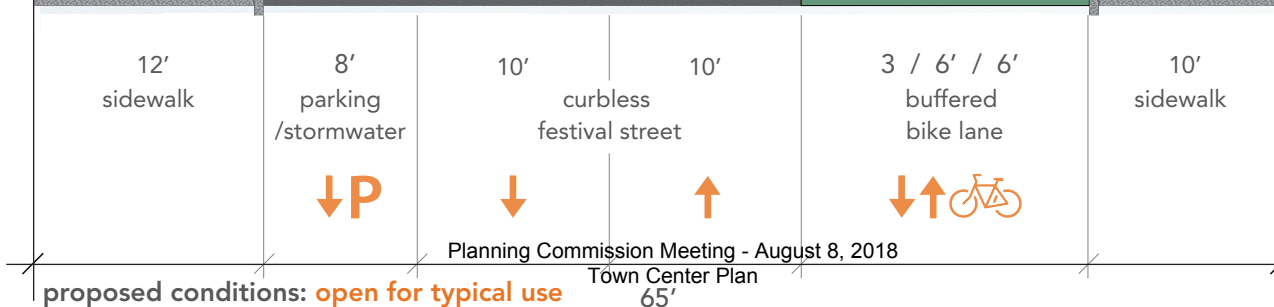 12’
sidewalk
8’
parking
/stormwater
10’ 10’
curbless
festival street
3 / 6’ / 6’
buffered
bike lane
10’
sidewalk
P
Planning Commission Meeting - August 8, 2018
Town Center Plan
proposed conditions: open for typical use
65’